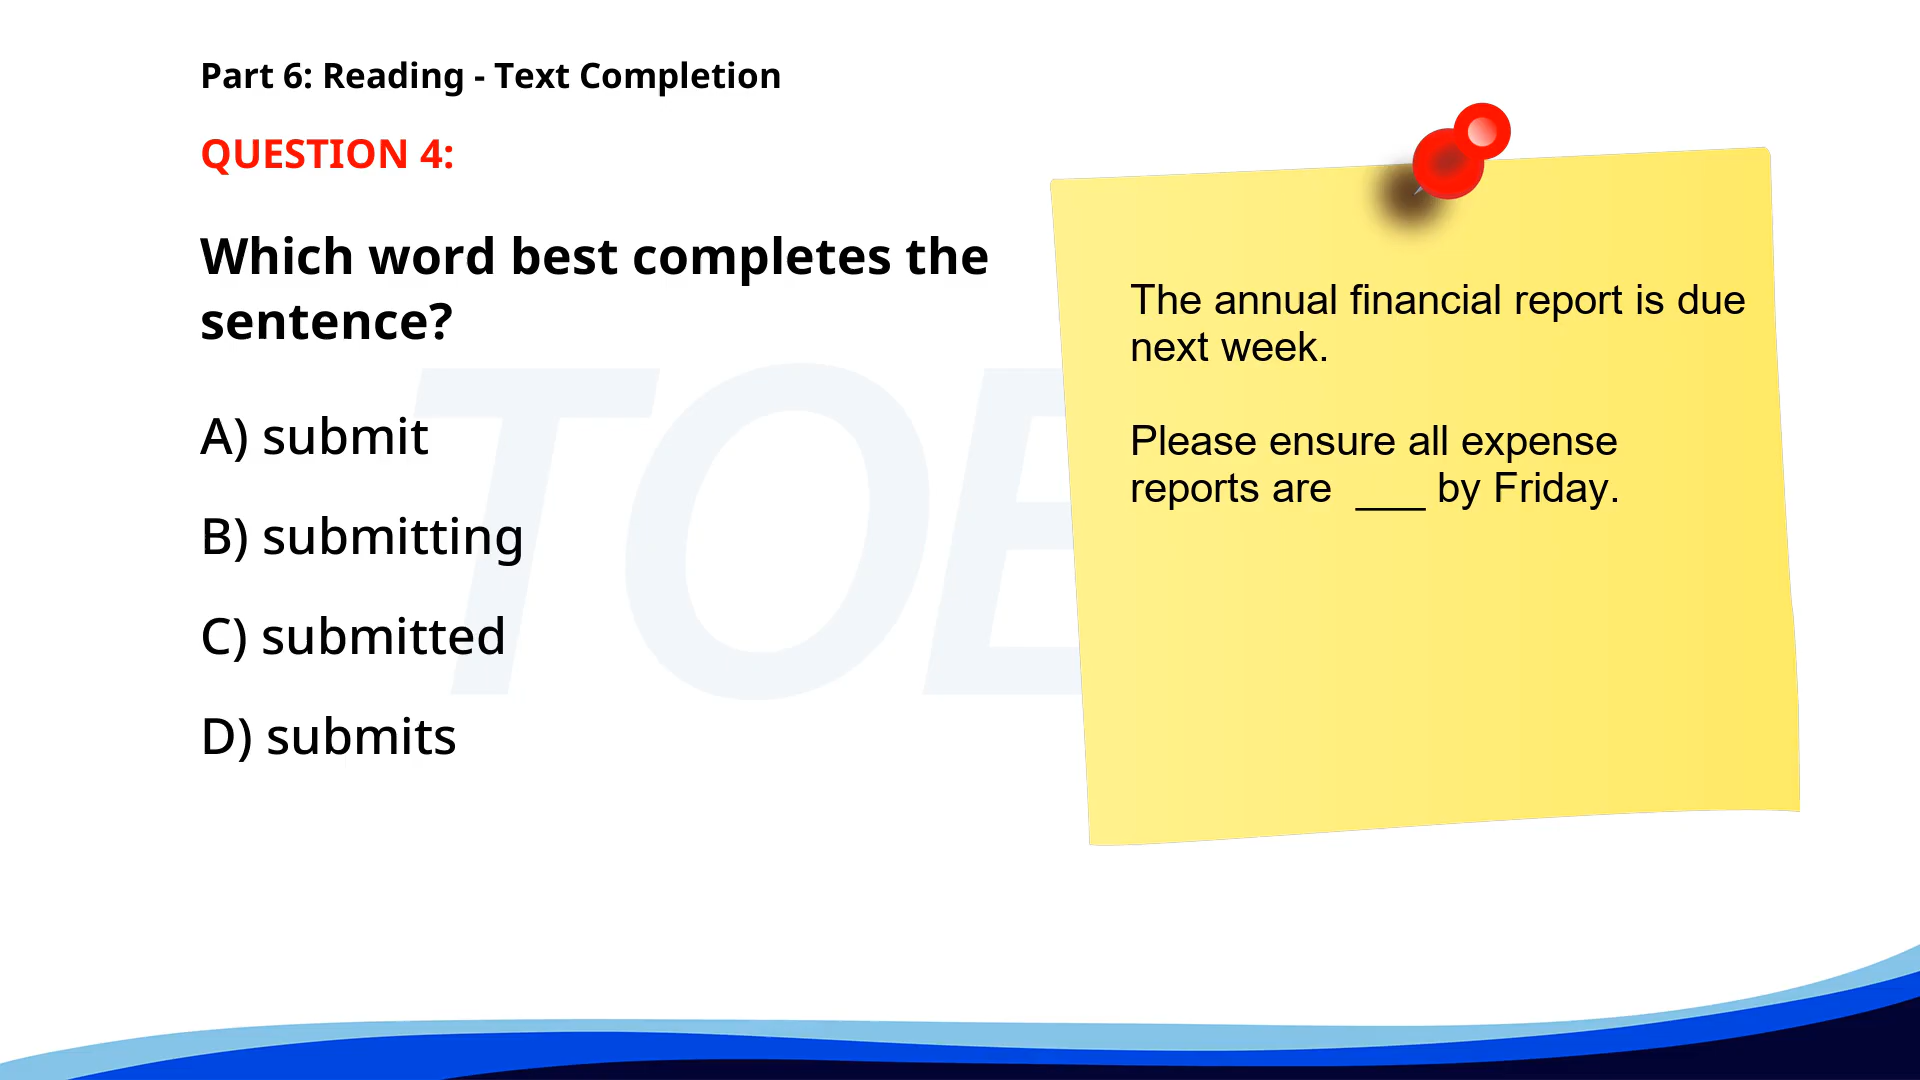 Part 6: Reading - Text Completion
QUESTION 4:
Which word best completes the
sentence?
A) submit
B) submitting
C) submitted
D) submits
The annual financial report is due
next week.
Please ensure all expense
reports are ___ by Friday.
TOE